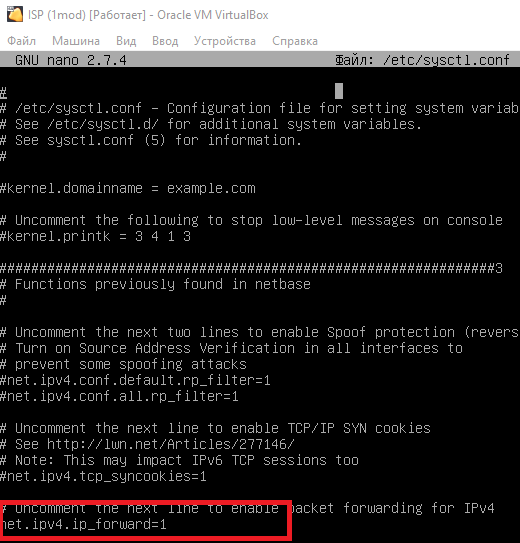 ISP (1mod) [Работает] - Oracle VM VirtualBox
Файл Машина Вид Ввод Устройства Справка
GNU nano 2.7.4 Файл: /etc/sysctl.conf
#
# /etc/sysctl.conf - Configuration file for setting system variab
# See /etc/sysctl.d/ for additional system variables.
# See sysctl.conf (5) for information.
#
#kernel.domainname = example.com
# Uncomment the following to stop low-level messages on console
#kernel.printk = 3 4 1 3
##############################################################3
# Functions previously found in netbase
#
# Uncomment the next two lines to enable Spoof protection (revers
# Turn on Source Address Verification in all interfaces to
# prevent some spoofing attacks
#net.ipv4.conf.default.rp_filter=1
#net.ipv4.conf.all.rp_filter=1
# Uncomment the next line to enable TCP/IP SYN cookies
# See http://lwn.net/Articles/277146/
# Note: This may impact IPv6 TCP sessions too
#net.ipv4.tcp_syncookies=1
# Uncomment the next line to enable packet forwarding for IPv4
net.ipv4.ip_forward=1